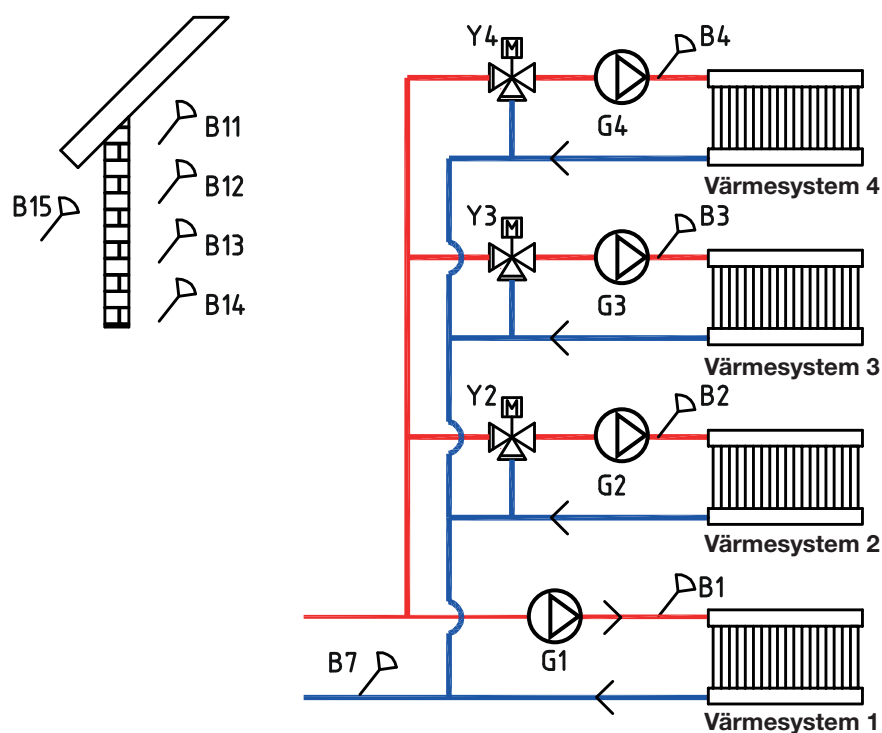 Y4
M
B4
G4
Värmesystem 4
B11
B12
B15
B13
B14
Y3
M
B3
G3
Värmesystem 3
Y2
M
B2
G2
Värmesystem 2
B1
G1
B7
Värmesystem 1